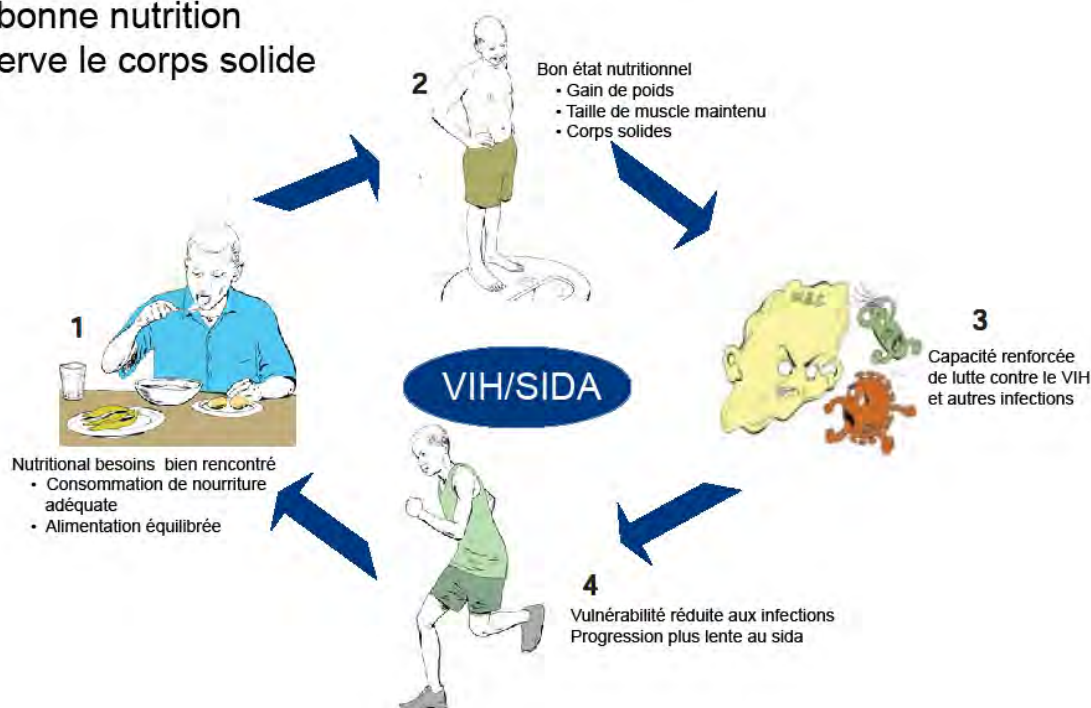 bonne nutrition
erve le corps solide
2
Bon état nutritionnel
• Gain de poids
• Taille de muscle maintenu
• Corps solides
1
VIH/SIDA
3
Capacité renforcée
de lutte contre le VIH
et autres infections
Nutritional besoins bien rencontré
• Consommation de nourriture
adéquate
• Alimentation équilibrée
4
Vulnérabilité réduite aux infections
Progression plus lente au sida